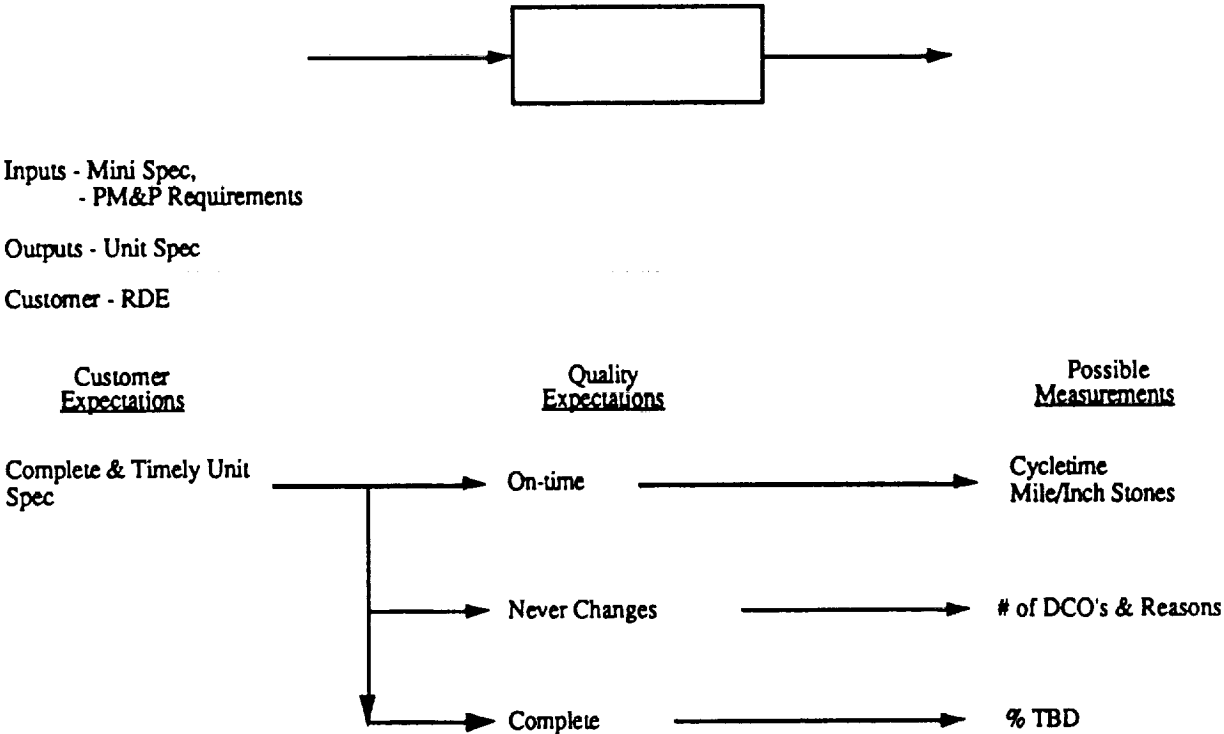 Inputs - Mini Spec,
- PM&P Requirements
Outputs - Unit Spec
Customer - RDE
Customer
Expectations
Quality
Expectations
Possible
Measurements
Complete & Timely Unit
Spec
On-time
Cycletime
Mile/Inch Stones
Never Changes
# of DCO's & Reasons
Complete
% TBD